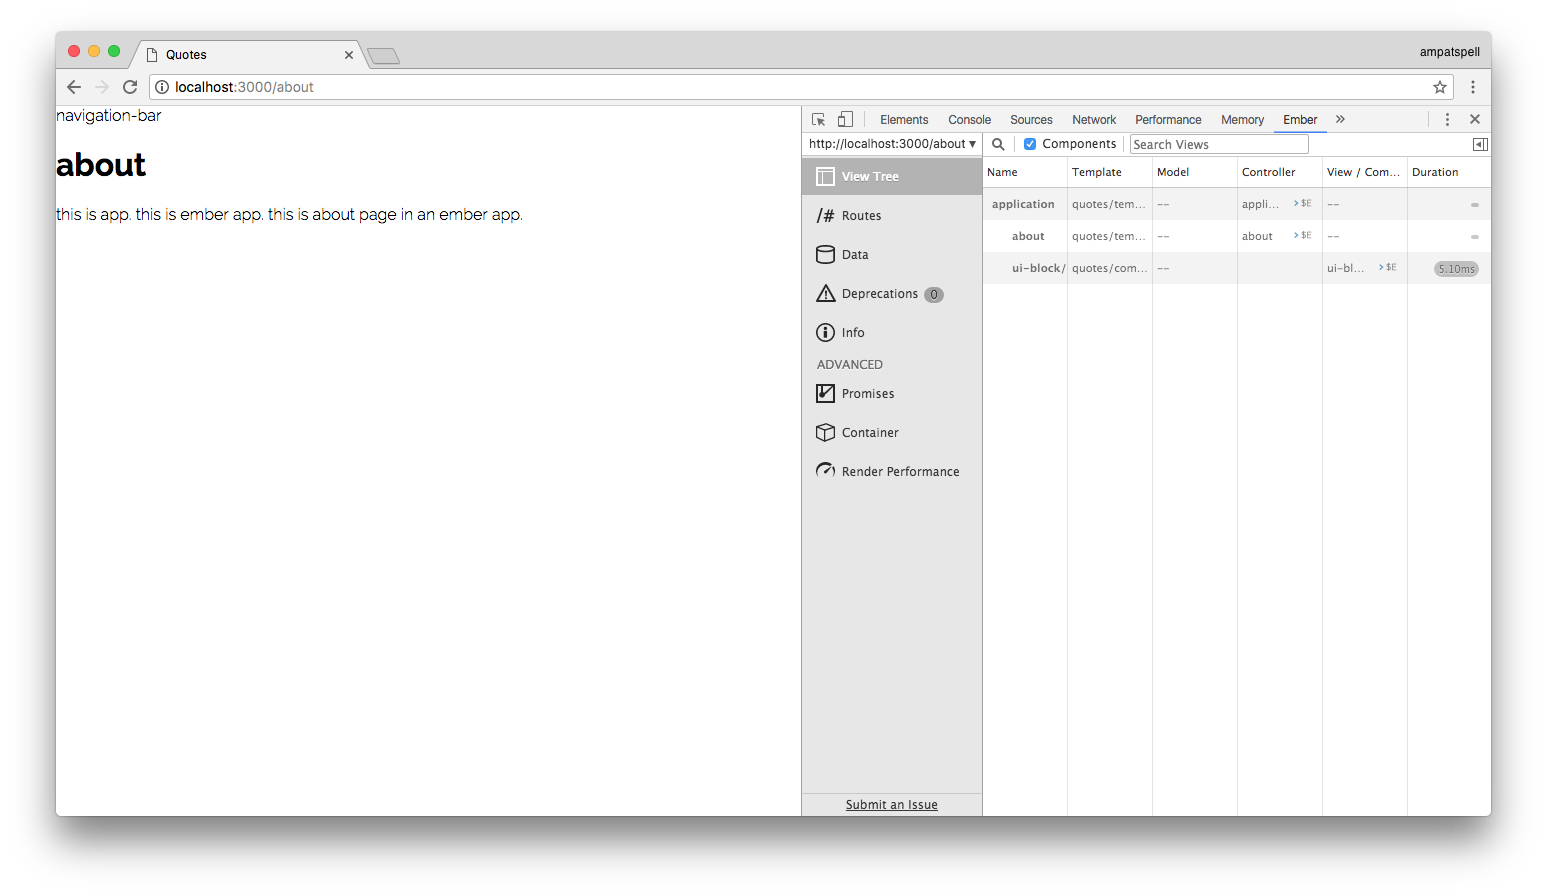 Quotes
ampatspell
localhost:3000/about
navigation-bar
about
this is app. this is ember app. this is about page in an ember app.
Elements Console Sources Network Performance Memory Ember »
http://localhost:3000/about ▼
Components Search Views
View Tree
/# Routes
Data
Deprecations 0
Info
ADVANCED
Promises
Container
Render Performance
Submit an Issue
Name Template Model Controller View / Com... Duration
application quotes/tem... -- appli... >$E -- –
about quotes/tem... -- about >$E -- –
ui-block/ quotes/com... -- ui-bl... >$E 5.10ms